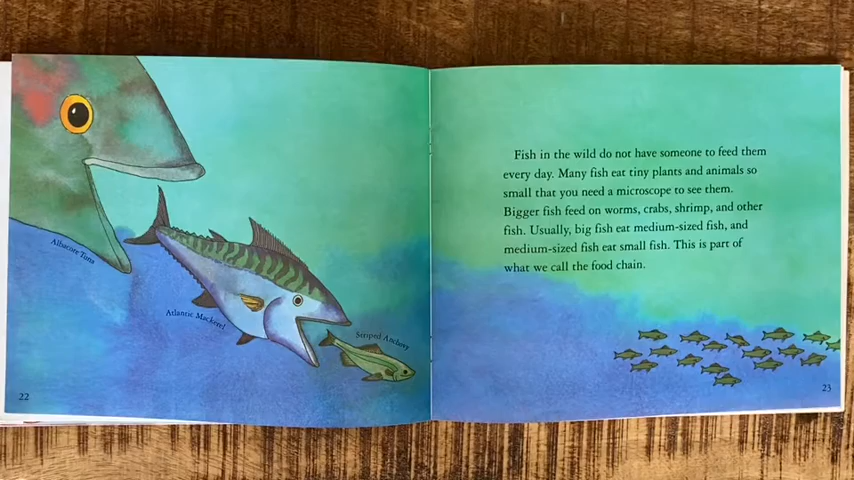 Albacore Tuna
Atlantic Mackerel
Striped Anchovy
22
Fish in the wild do not have someone to feed them
every day. Many fish eat tiny plants and animals so
small that you need a microscope to see them.
Bigger fish feed on worms, crabs, shrimp, and other
fish. Usually, big fish eat medium-sized fish, and
medium-sized fish eat small fish. This is part of
what we call the food chain.
23